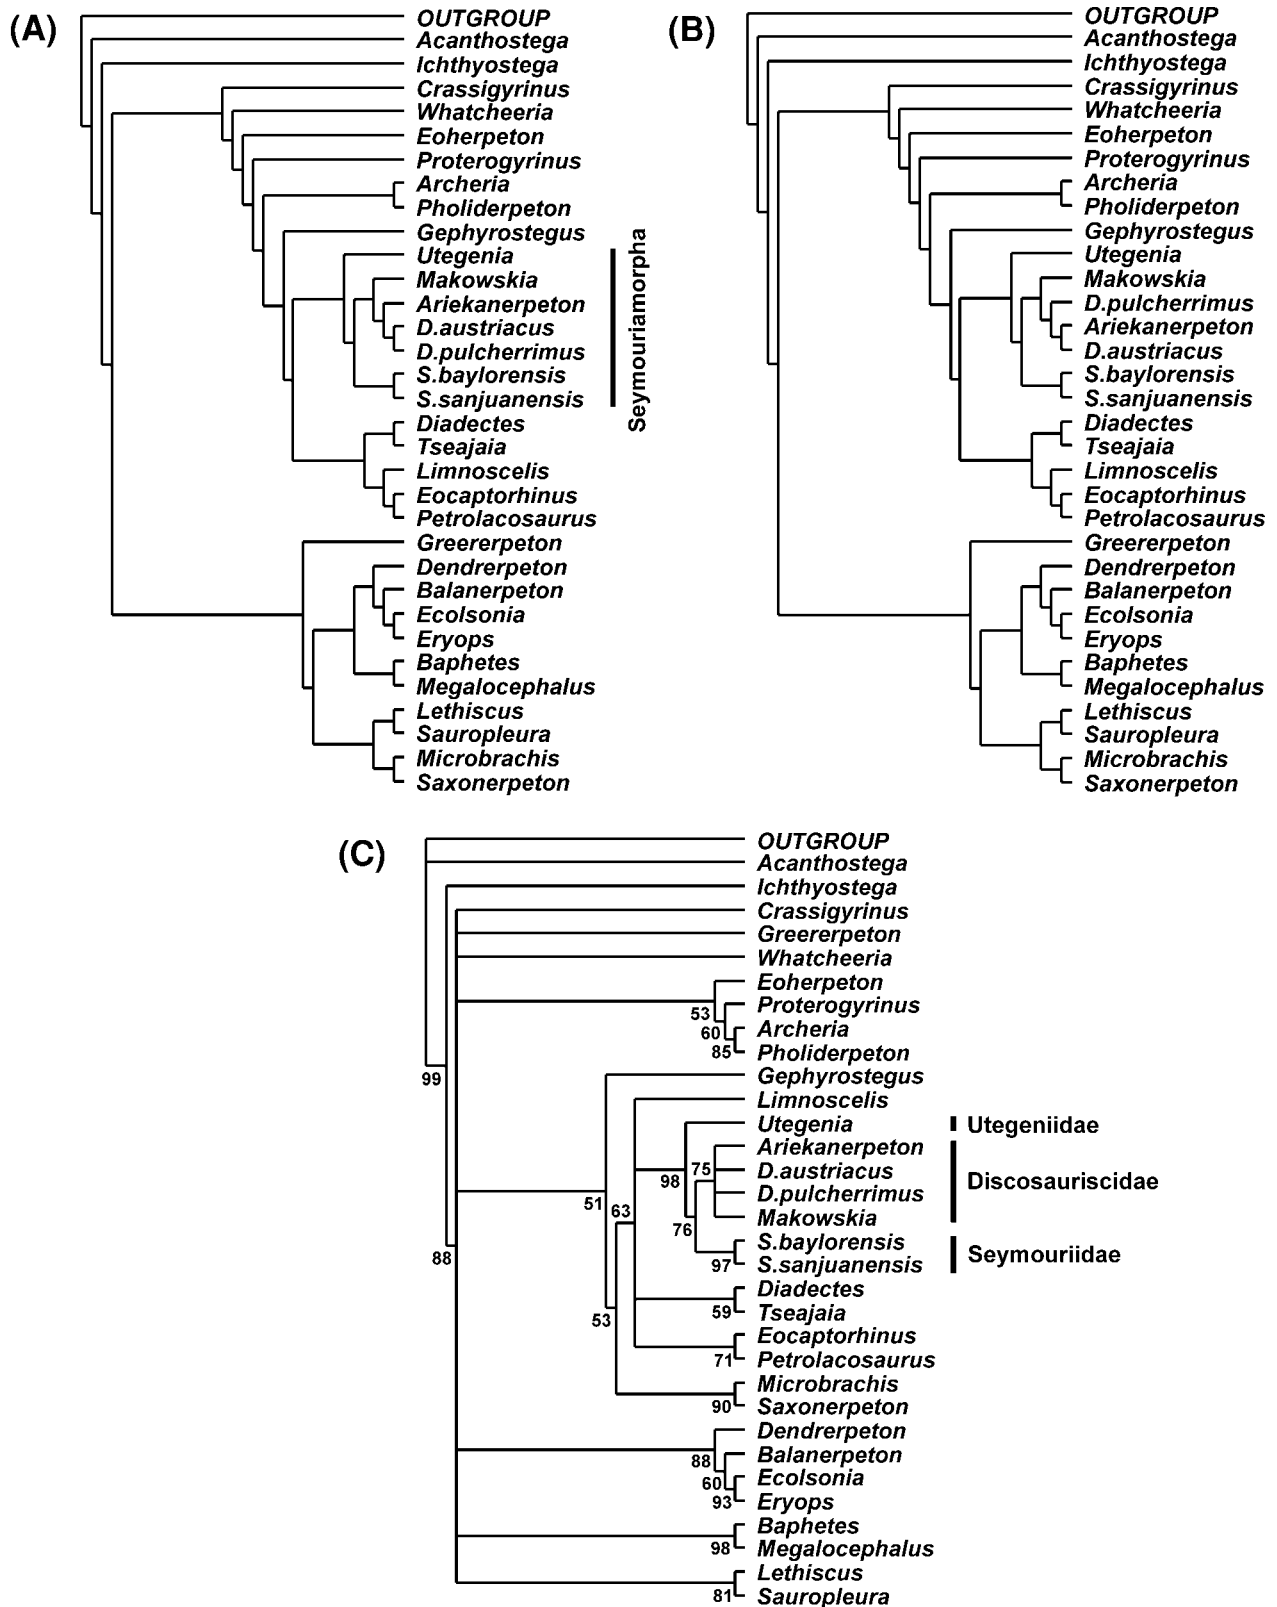 (A)
OUTGROUP
Acanthostega
Ichthyostega
Crassigyrinus
Whatcheeria
Eoherpeton
Proterogyrinus
Archeria
Pholiderpeton
Gephyrostegus
Utegenia
Makowskia
Ariekanerpeton
D.austriacus
D.pulcherrimus
S.baylorensis
S.sanjuanensis
Diadectes
Tseajaia
Limnoscelis
Eocaptorhinus
Petrolacosaurus
Greererpeton
Dendrerpeton
Balanerpeton
Ecolsonia
Eryops
Baphetes
Megalocephalus
Lethiscus
Sauropleura
Microbrachis
Saxonerpeton
Seymouriamorpha
(B)
OUTGROUP
Acanthostega
Ichthyostega
Crassigyrinus
Whatcheeria
Eoherpeton
Proterogyrinus
Archeria
Pholiderpeton
Gephyrostegus
Utegenia
Makowskia
D.pulcherrimus
Ariekanerpeton
D.austriacus
S.baylorensis
S.sanjuanensis
Diadectes
Tseajaia
Limnoscelis
Eocaptorhinus
Petrolacosaurus
Greererpeton
Dendrerpeton
Balanerpeton
Ecolsonia
Eryops
Baphetes
Megalocephalus
Lethiscus
Sauropleura
Microbrachis
Saxonerpeton
(C)
OUTGROUP
Acanthostega
Ichthyostega
Crassigyrinus
Greererpeton
Whatcheeria
Eoherpeton
Proterogyrinus
53
Archeria
60
Pholiderpeton
85
Gephyrostegus
99
Limnoscelis
Utegenia
Utegeniidae
Ariekanerpeton
D.austriacus
75
98
Discosauriscidae
D.pulcherrimus
51
63
Makowskia
76
S.baylorensis
88
Seymouriidae
S.sanjuanensis
97
Diadectes
Tseajaia
59
53
Eocaptorhinus
Petrolacosaurus
71
Microbrachis
Saxonerpeton
90
Dendrerpeton
Balanerpeton
88
Ecolsonia
60
Eryops
93
Baphetes
Megalocephalus
98
Lethiscus
Sauropleura
81